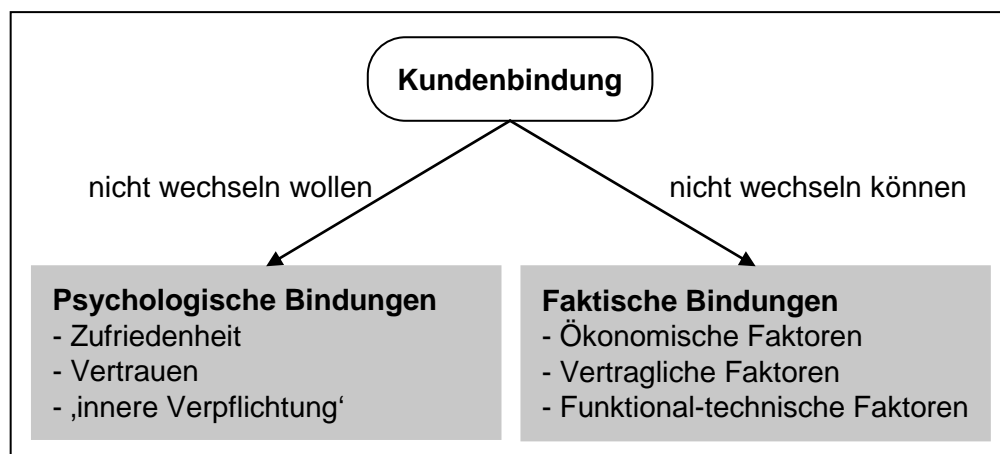 Kundenbindung
nicht wechseln wollen
nicht wechseln können
Psychologische Bindungen
- Zufriedenheit
- Vertrauen
- ‚innere Verpflichtung‘
Faktische Bindungen
- Ökonomische Faktoren
- Vertragliche Faktoren
- Funktional-technische Faktoren